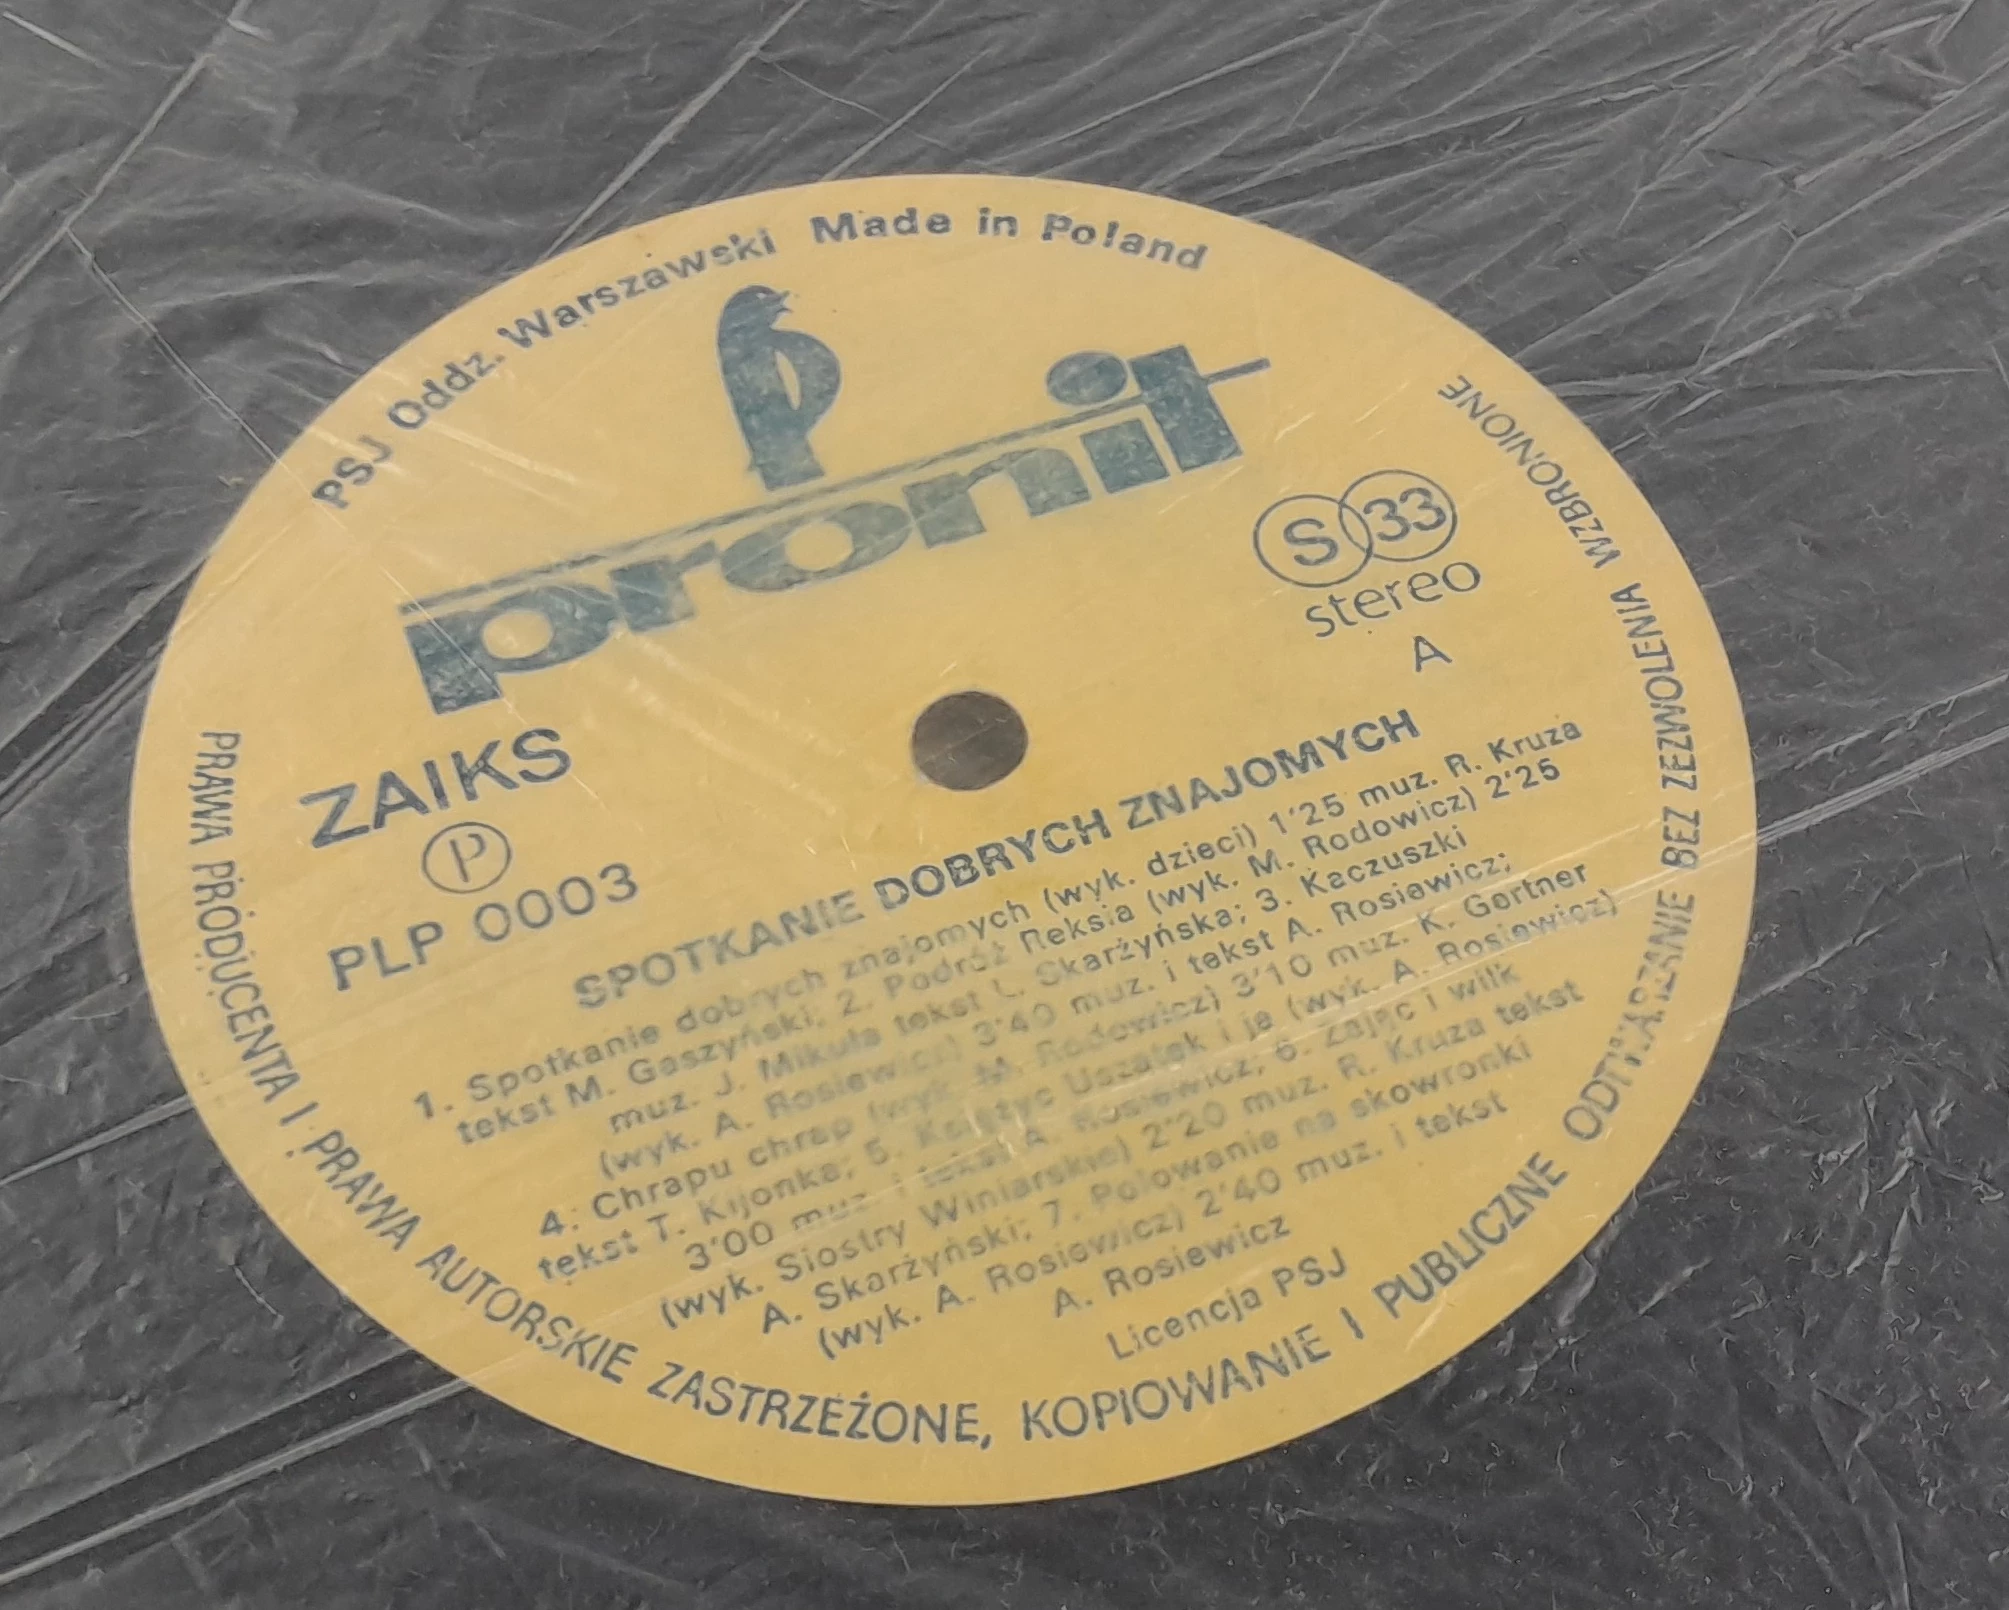 PSJ Oddz. Warszawski Made in Poland
pronit
S 33
stereo
A
ZAIKS
P
PLP 0003
SPOTKANIE DOBRYCH ZNAJOMYCH
1. Spotkanie dobrych znajomych (wyk. dzieci) 1'25 muz. R. Kruza
tekst M. Gaszyński; 2. Podróż Reksia (wyk. M. Rodowicz) 2'25
muz. J. Mikuła tekst L. Skarżyńska; 3. Kaczuszki
(wyk. A. Rosiewicz) 3'40 muz. i tekst A. Rosiewicz;
4. Chrapu chrap (wyk. M. Rodowicz) 3'10 muz. K. Gertner
tekst T. Kijonka; 5. Księżyc Uszatek i ja (wyk. A. Rosiewicz)
3'00 muz. i tekst A. Rosiewicz; 6. Zając i wilk
(wyk. Siostry Winiarskie) 2'20 muz. R. Kruza tekst
A. Skarżyński; 7. Polowanie na skowronki
(wyk. A. Rosiewicz) 2'40 muz. i tekst
A. Rosiewicz
Licencja PSJ
PRAWA PRODUCENTA I PRAWA AUTORSKIE ZASTRZEŻONE, KOPIOWANIE I PUBLICZNE ODTWARZANIE BEZ ZEZWOLENIA WZBRONIONE